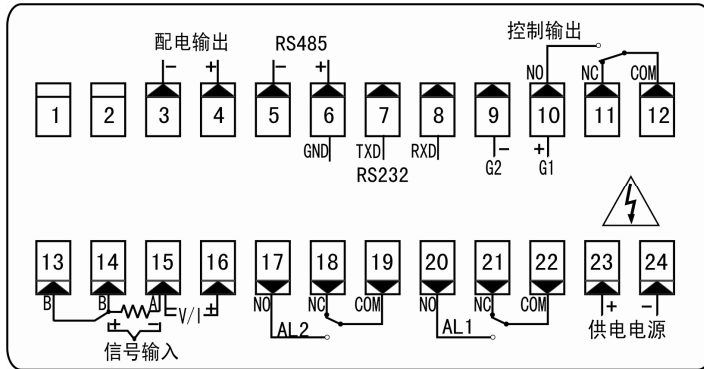 配电输出 RS485 控制输出
- + - + NO NC COM
1 2 3 4 5 6 7 8 9 10 11 12
GND TXD RXD - +
RS232 G2 G1
13 14 15 16 17 18 19 20 21 22 23 24
B B A V/I + NO NC COM NO NC COM + -
+ - AL2 AL1 供电电源
信号输入